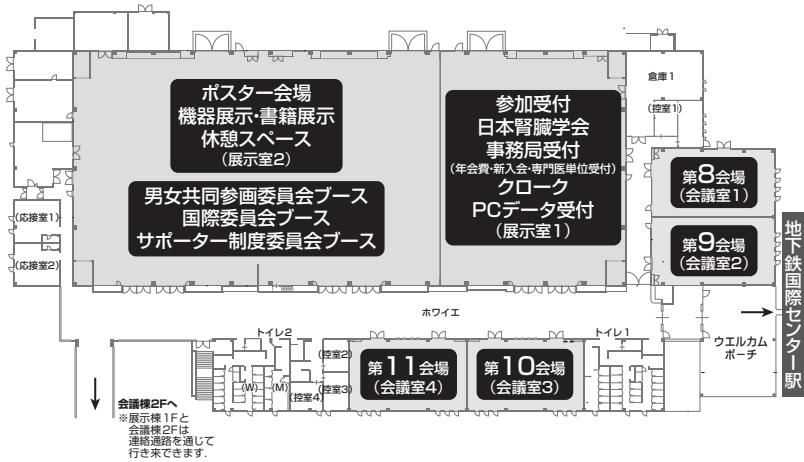 ポスター会場
機器展示・書籍展示
休憩スペース
(展示室2)
男女共同参画委員会ブース
国際委員会ブース
サポーター制度委員会ブース
参加受付
日本腎臓学会
事務局受付
(年会費・新入会・専門医単位受付)
クローク
PCデータ受付
(展示室1)
倉庫1
(控室1)
第8会場
(会議室1)
第9会場
(会議室2)
地下鉄国際センター駅
(応接室1)
(応接室2)
ホワイエ
トイレ2
トイレ1
ウエルカム
ポーチ
(控室2)
(控室3)
(控室4)
(W)
(M)
第11会場
(会議室4)
第10会場
(会議室3)
会議棟2Fへ
※展示棟1Fと
会議棟2Fは
連絡通路を通じて
行き来できます.